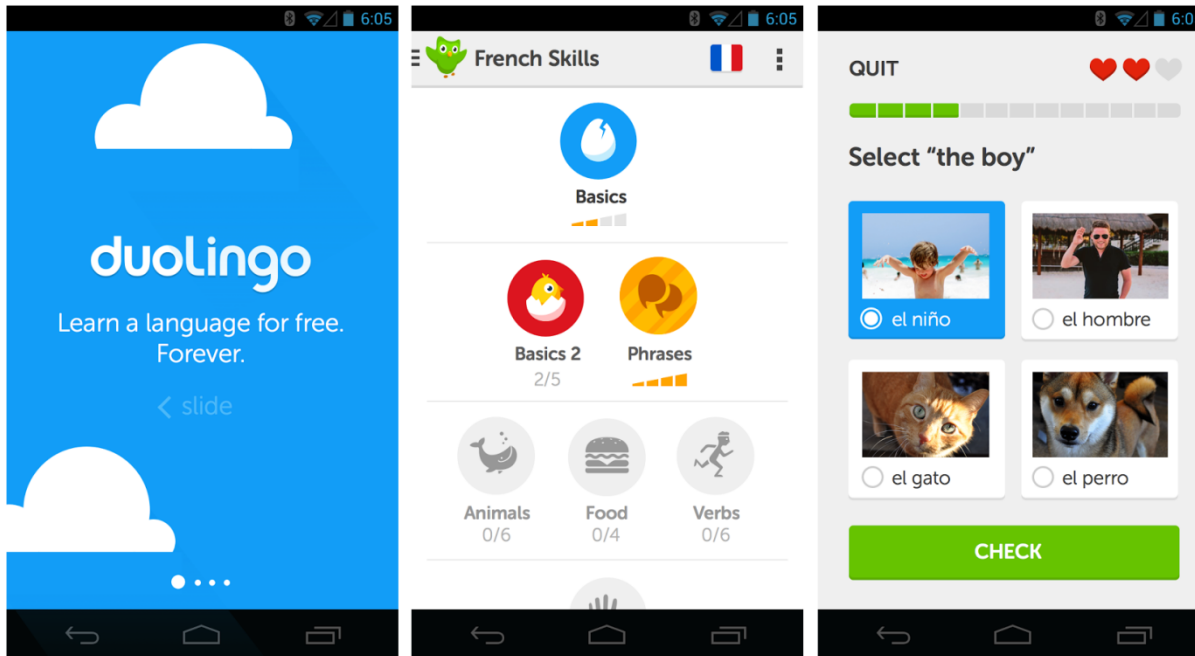 6:05
duolingo
Learn a language for free.
Forever.
< slide
6:05
French Skills
Basics
Basics 2
Phrases
2/5
Animals
Food
Verbs
0/6
0/4
0/6
6:0
QUIT
Select “the boy”
el niño
el hombre
el gato
el perro
CHECK